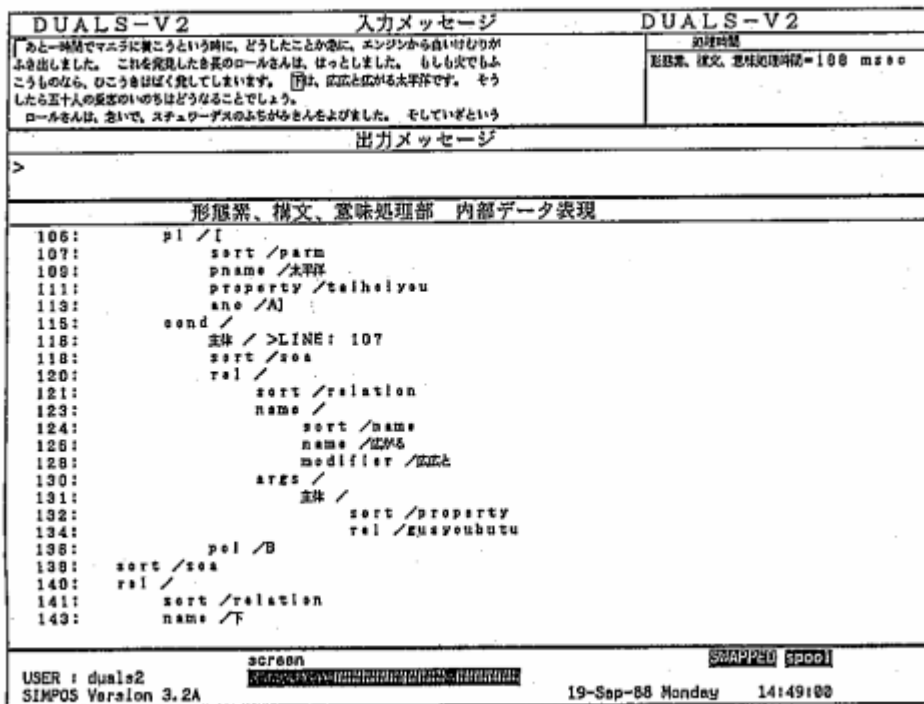 DUALS-V2 入力メッセージ DUALS-V2
あと一時間でマニラに着こうという時に、どうしたことか急に、エンジンから白いけむりが
ふき出しました。 これを発見したき長のロールさんは、はっとしました。 もしも火でもふ
こうものなら、ひこうきはばく発してしまいます。 下は、広広と広がる太平洋です。 そう
したら五十人の乗客のいのちはどうなることでしょう。
ロールさんは、急いで、スチュワーデスのふちがみさんをよびました。 そしていざという
処理時間
形態素、構文、意味処理時間=188 msec
出力メッセージ
>
形態素、構文、意味処理部 内部データ表現
106: pl /[
107: sort /parm
109: pname /太平洋
111: property /taiheiyou
113: ano /A]
115: cond /
116: 主体 / >LINE: 107
118: sort /soa
120: rel /
121: sort /relation
123: name /
124: sort /name
126: name /広がる
128: modifier /広広と
130: args /
131: 主体 /
132: sort /property
134: rel /gusyoubutu
136: pol /B
138: sort /soa
140: rel /
141: sort /relation
143: name /下
screen
SWAPPED spool
USER : duals2
SIMPOS Version 3.2A 19-Sep-88 Monday 14:49:00